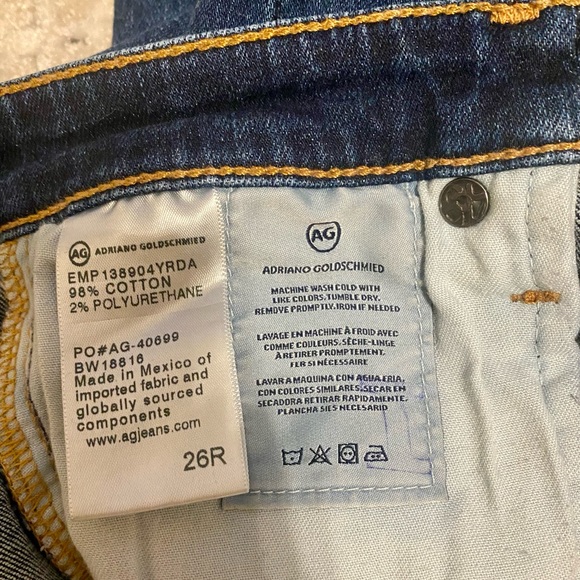 AG ADRIANO GOLDSCHMIED
EMP138904YRDA
98% COTTON
2% POLYURETHANE
PO#AG-40699
BW18816
Made in Mexico of
imported fabric and
globally sourced
components
www.agjeans.com
26R
AG
ADRIANO GOLDSCHMIED
MACHINE WASH COLD WITH
LIKE COLORS. TUMBLE DRY.
REMOVE PROMPTLY. IRON IF NEEDED
LAVAGE EN MACHINE À FROID AVEC
COMME COULEURS. SÈCHE-LINGE
À RETIRER PROMPTEMENT.
FER SI NÉCESSAIRE
LAVAR A MAQUINA CON AGUA FRIA,
CON COLORES SIMILARES. SECAR EN
SECADORA RETIRAR RAPIDAMENTE.
PLANCHA SIES NECESARIO